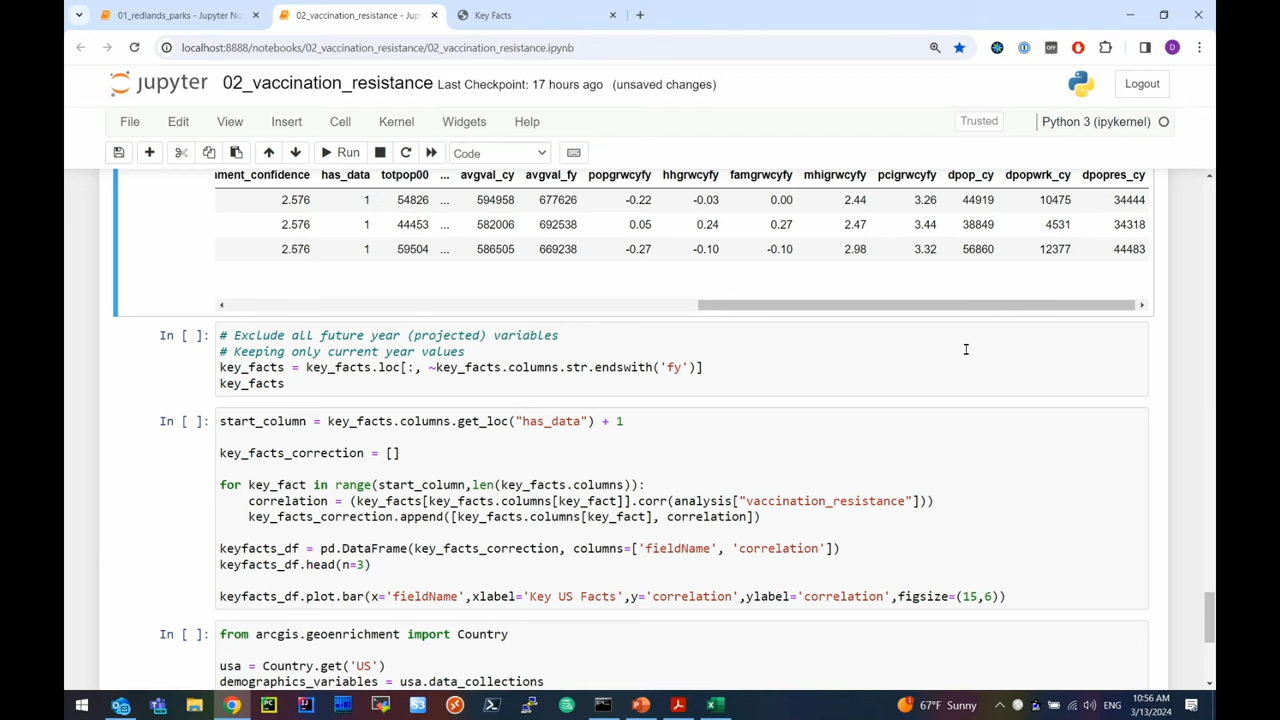 01_redlands_parks - Jupyter No
02_vaccination_resistance - Jup
localhost:8888/notebooks/02_vaccination_resistance/02_vaccination_resistance.ipynb
jupyter 02_vaccination_resistance Last Checkpoint: 17 hours ago (unsaved changes)
Logout
File Edit View Insert Cell Kernel Widgets Help
Trusted
Python 3 (ipykernel)
Run Code
has_data totpop00 ... avgval_cy avgval_fy popgrwcyfy hhgrwcyfy famgrwcyfy mhigrwcyfy pcigrwcyfy dpop_cy dpopwrk_cy dpopres_cy
2.576 1 54826 ... 594958 677626 -0.22 -0.03 0.00 2.44 3.26 44919 10475 34444
2.576 1 44453 ... 582006 692538 0.05 0.24 0.27 2.47 3.44 38849 4531 34318
2.576 1 59504 ... 586505 669238 -0.27 -0.10 -0.10 2.98 3.32 56860 12377 44483
In [ ]: # Exclude all future year (projected) variables
# Keeping only current year values
key_facts = key_facts.loc[:, ~key_facts.columns.str.endswith('fy')]
key_facts
In [ ]: start_column = key_facts.columns.get_loc("has_data") + 1
key_facts_correction = []
for key_fact in range(start_column,len(key_facts.columns)):
correlation = (key_facts[key_facts.columns[key_fact]].corr(analysis["vaccination_resistance"]))
key_facts_correction.append([key_facts.columns[key_fact], correlation])
keyfacts_df = pd.DataFrame(key_facts_correction, columns=['fieldName', 'correlation'])
keyfacts_df.head(n=3)
keyfacts_df.plot.bar(x='fieldName',xlabel='Key US Facts',y='correlation',ylabel='correlation',figsize=(15,6))
In [ ]: from arcgis.geoenrichment import Country
usa = Country.get('US')
demographics_variables = usa.data_collections
67°F Sunny
ENG
10:56 AM
3/13/2024